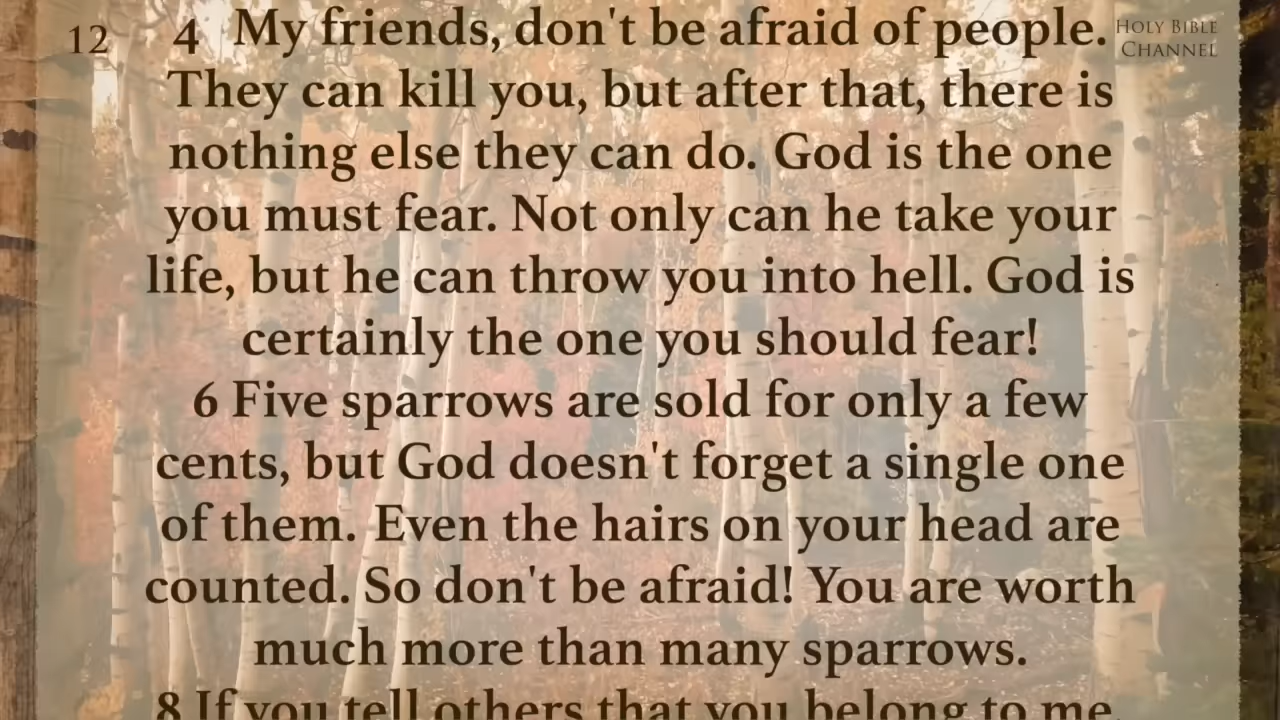 12
HOLY BIBLE
CHANNEL
4 My friends, don't be afraid of people.
They can kill you, but after that, there is
nothing else they can do. God is the one
you must fear. Not only can he take your
life, but he can throw you into hell. God is
certainly the one you should fear!
6 Five sparrows are sold for only a few
cents, but God doesn't forget a single one
of them. Even the hairs on your head are
counted. So don't be afraid! You are worth
much more than many sparrows.
8 If you tell others that you belong to me,